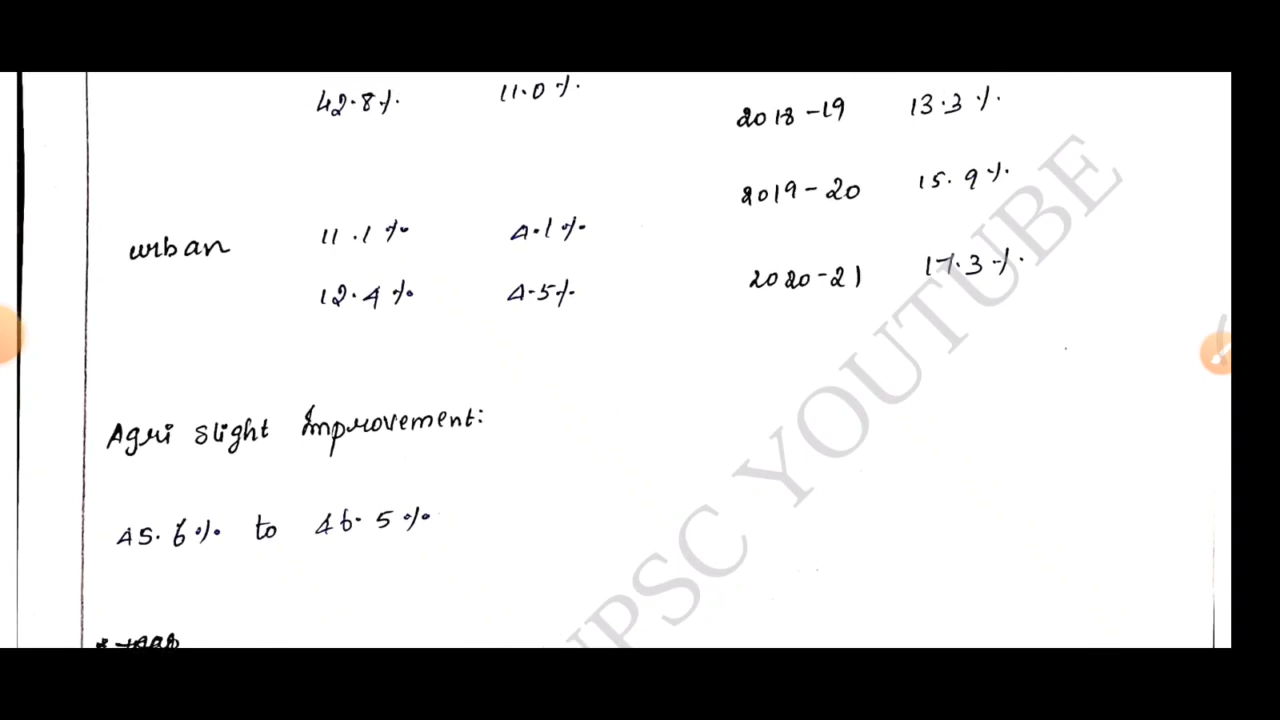 42.8% 11.0% 2018-19 13.3%
2019-20 15.9%
urban 11.1% 4.1%
12.4% 4.5% 2020-21 17.3%
Agri slight Improvement:
45.6% to 46.5%
NPSC YOUTUBE